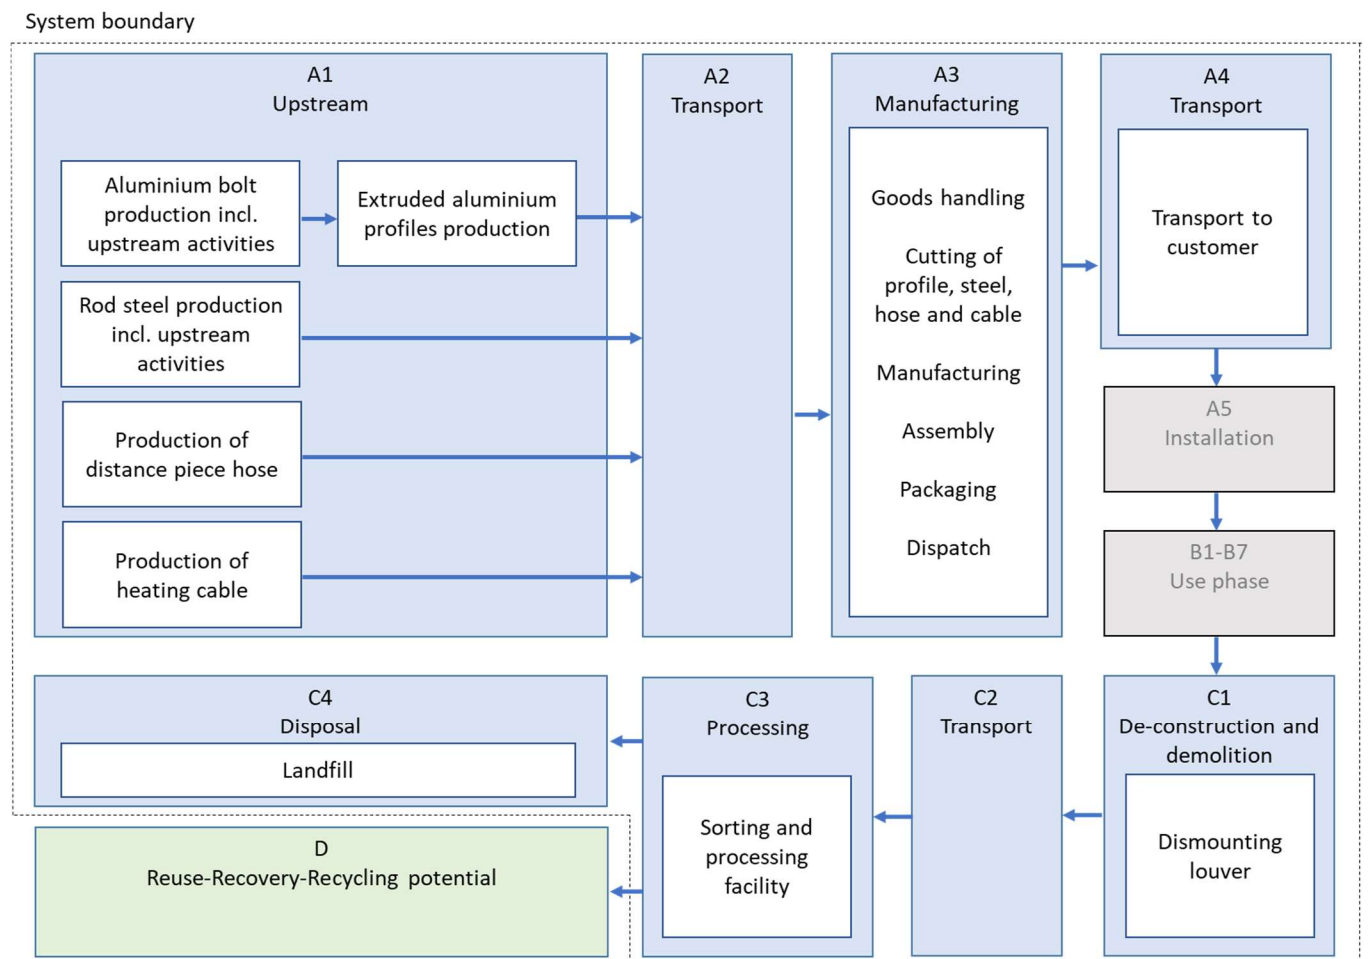 System boundary
A1
Upstream
Aluminium bolt
production incl.
upstream activities
Extruded aluminium
profiles production
Rod steel production
incl. upstream
activities
Production of
distance piece hose
Production of
heating cable
A2
Transport
A3
Manufacturing
Goods handling
Cutting of
profile, steel,
hose and cable
Manufacturing
Assembly
Packaging
Dispatch
A4
Transport
Transport to
customer
A5
Installation
B1-B7
Use phase
C1
De-construction and
demolition
Dismounting
louver
C2
Transport
C3
Processing
Sorting and
processing
facility
C4
Disposal
Landfill
D
Reuse-Recovery-Recycling potential